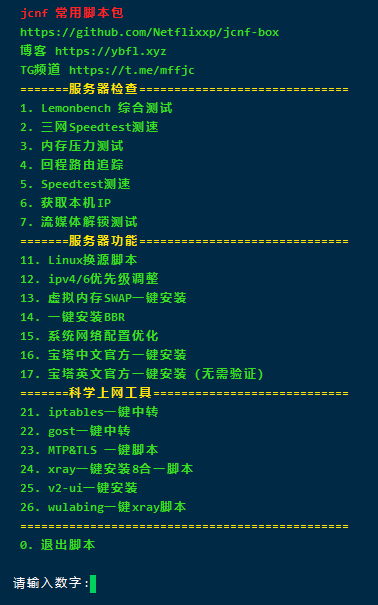 jcnf 常用脚本包
https://github.com/Netflixxp/jcnf-box
博客 https://ybfl.xyz
TG频道 https://t.me/mffjc
=======服务器检查==============================
1. Lemonbench 综合测试
2. 三网Speedtest测速
3. 内存压力测试
4. 回程路由追踪
5. Speedtest测速
6. 获取本机IP
7. 流媒体解锁测试
=======服务器功能==============================
11. Linux换源脚本
12. ipv4/6优先级调整
13. 虚拟内存SWAP一键安装
14. 一键安装BBR
15. 系统网络配置优化
16. 宝塔中文官方一键安装
17. 宝塔英文官方一键安装 (无需验证)
=======科学上网工具============================
21. iptables一键中转
22. gost一键中转
23. MTP&TLS 一键脚本
24. xray一键安装8合一脚本
25. v2-ui一键安装
26. wulabing一键xray脚本
===============================================
0. 退出脚本
请输入数字: